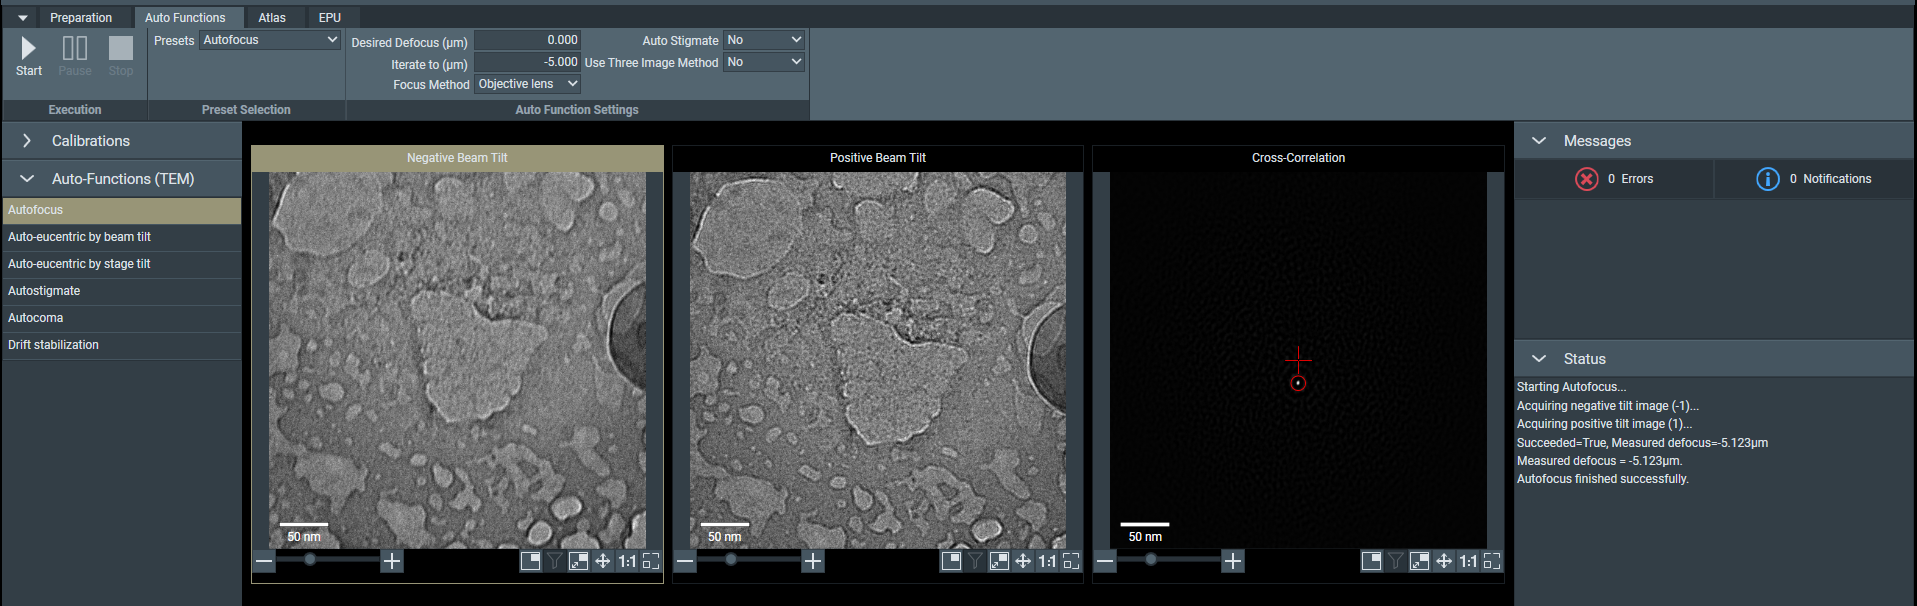 Preparation Auto Functions Atlas EPU
Start Pause Stop
Execution
Presets Autofocus
Preset Selection
Desired Defocus (µm) 0.000
Iterate to (µm) -5.000
Focus Method Objective lens
Auto Stigmate No
Use Three Image Method No
Auto Function Settings
Calibrations
Auto-Functions (TEM)
Autofocus
Auto-eucentric by beam tilt
Auto-eucentric by stage tilt
Autostigmate
Autocoma
Drift stabilization
Negative Beam Tilt
50 nm
1:1
Positive Beam Tilt
50 nm
1:1
Cross-Correlation
50 nm
1:1
Messages
0 Errors 0 Notifications
Status
Starting Autofocus...
Acquiring negative tilt image (-1)...
Acquiring positive tilt image (1)...
Succeeded=True, Measured defocus=-5.123µm
Measured defocus = -5.123µm.
Autofocus finished successfully.